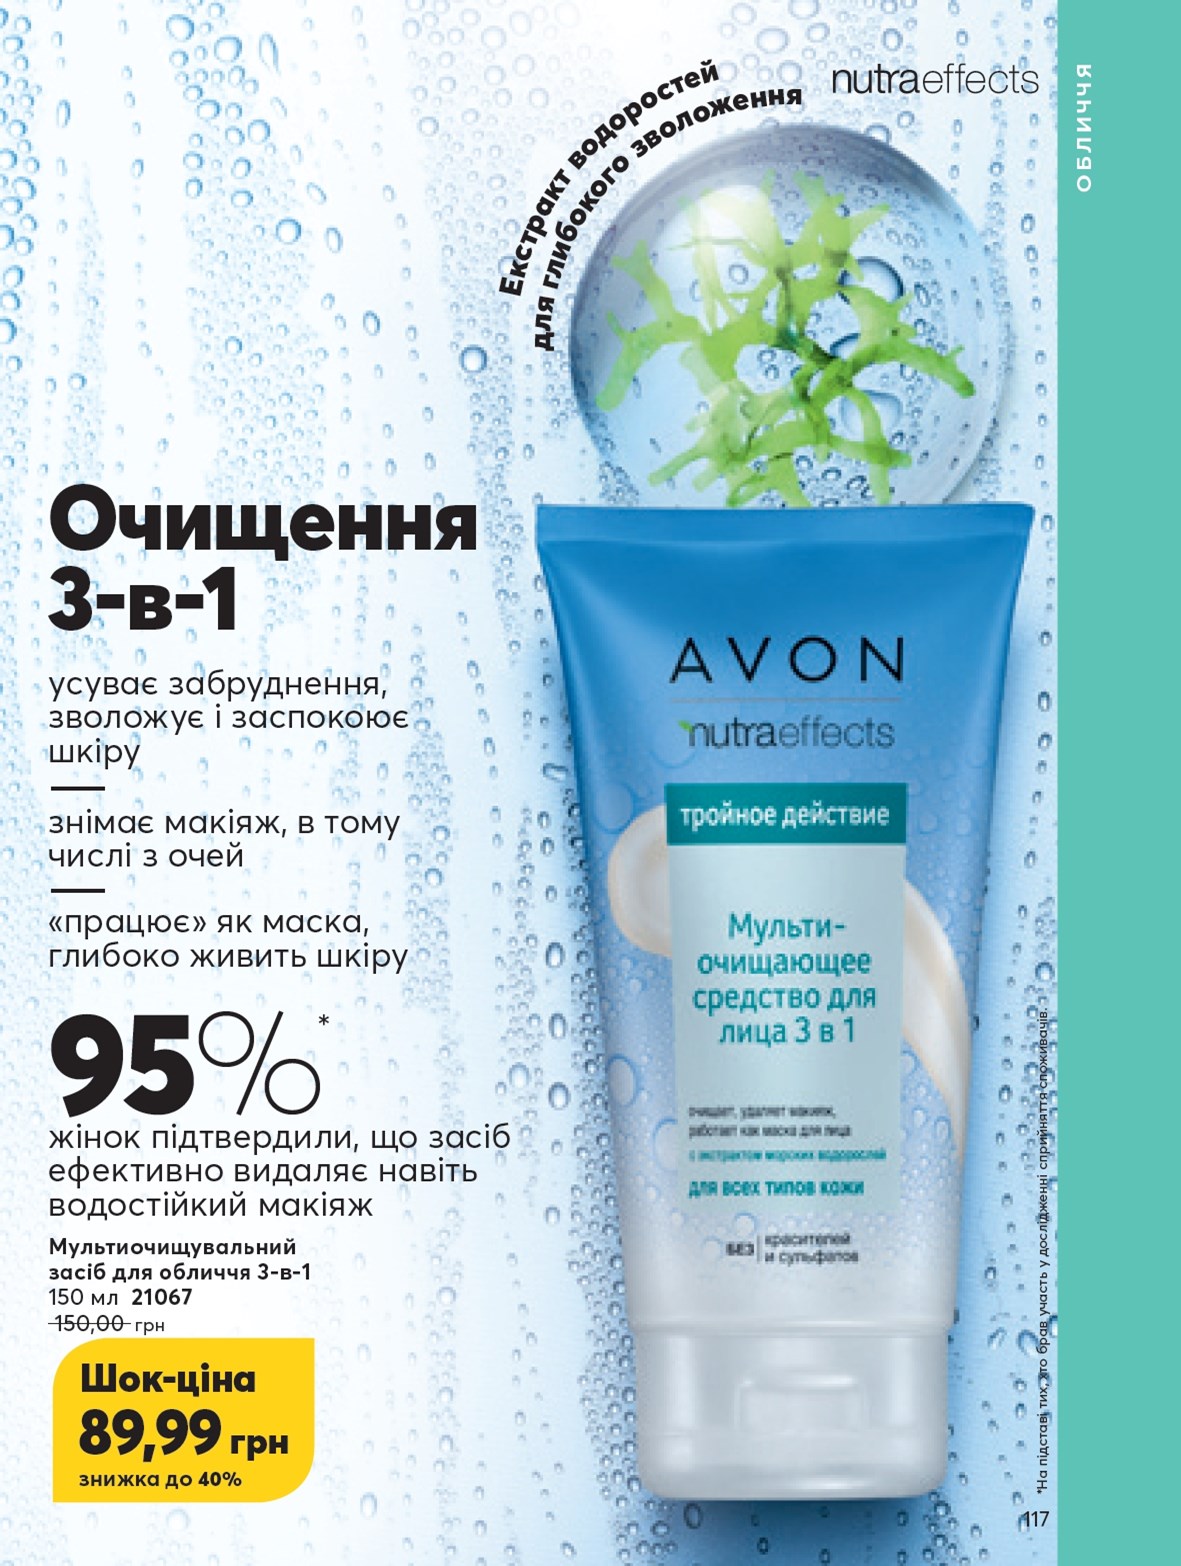 nutraeffects
ОБЛИЧЧЯ
Екстракт водоростей
для глибокого зволоження
Очищення
3-в-1
усуває забруднення,
зволожує і заспокоює
шкіру
знімає макіяж, в тому
числі з очей
«працює» як маска,
глибоко живить шкіру
95%*
жінок підтвердили, що засіб
ефективно видаляє навіть
водостійкий макіяж
Мультиочищувальний
засіб для обличчя 3-в-1
150 мл 21067
150,00 грн
Шок-ціна
89,99 грн
знижка до 40%
AVON
nutraeffects
тройное действие
Мульти-
очищающее
средство для
лица 3 в 1
очищает, удаляет макияж,
работает как маска для лица
с экстрактом морских водорослей
для всех типов кожи
БЕЗ красителей
и сульфатов
*На підставі тих, хто брав участь у дослідженні сприйняття споживачів.
117